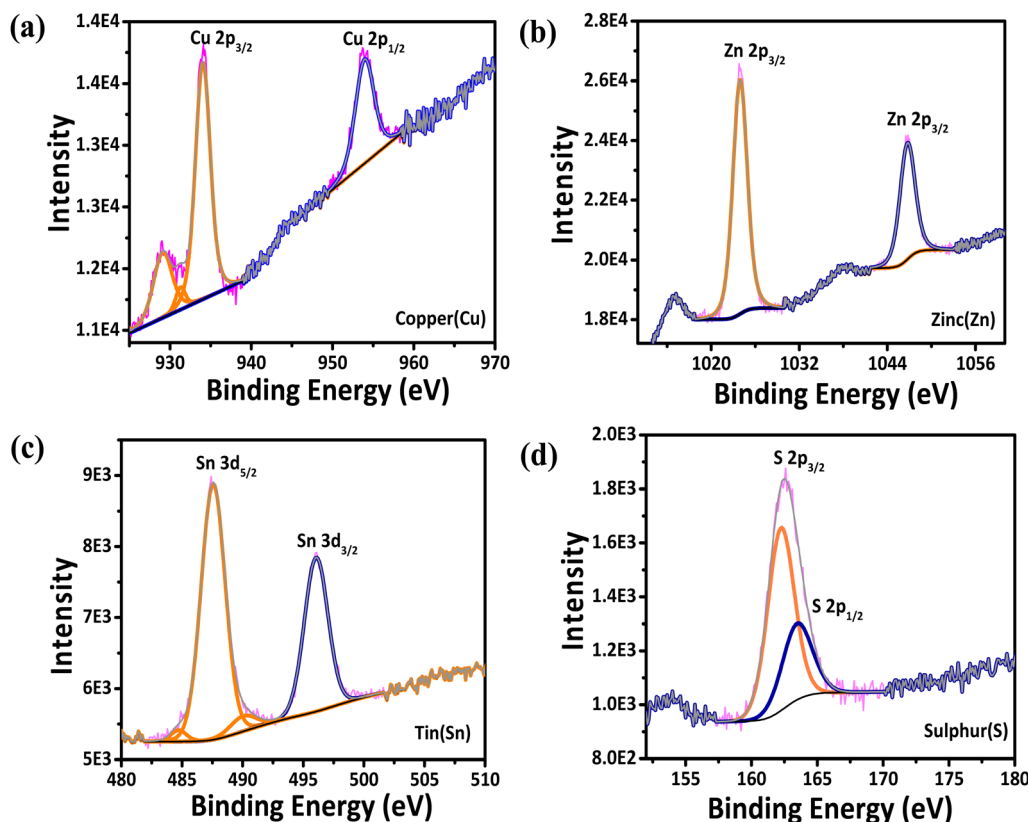 (a)
1.4E4
1.4E4
1.3E4
1.3E4
1.2E4
1.1E4
Intensity
Cu 2p3/2
Cu 2p1/2
Copper(Cu)
930 940 950 960 970
Binding Energy (eV)
(b)
2.8E4
2.6E4
2.4E4
2.2E4
2.0E4
1.8E4
Intensity
Zn 2p3/2
Zn 2p3/2
Zinc(Zn)
1020 1032 1044 1056
Binding Energy (eV)
(c)
9E3
8E3
7E3
6E3
5E3
Intensity
Sn 3d5/2
Sn 3d3/2
Tin(Sn)
480 485 490 495 500 505 510
Binding Energy (eV)
(d)
2.0E3
1.8E3
1.6E3
1.4E3
1.2E3
1.0E3
8.0E2
Intensity
S 2p3/2
S 2p1/2
Sulphur(S)
155 160 165 170 175 180
Binding Energy (eV)